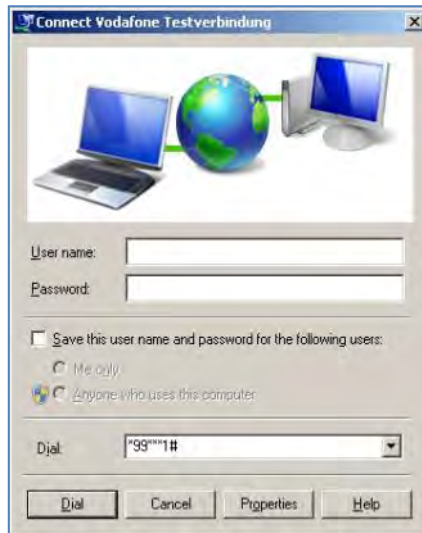 Connect Vodafone Testverbindung
User name:
Password:
Save this user name and password for the following users:
Me only
Anyone who uses this computer
Dial: *99***1#
Dial Cancel Properties Help